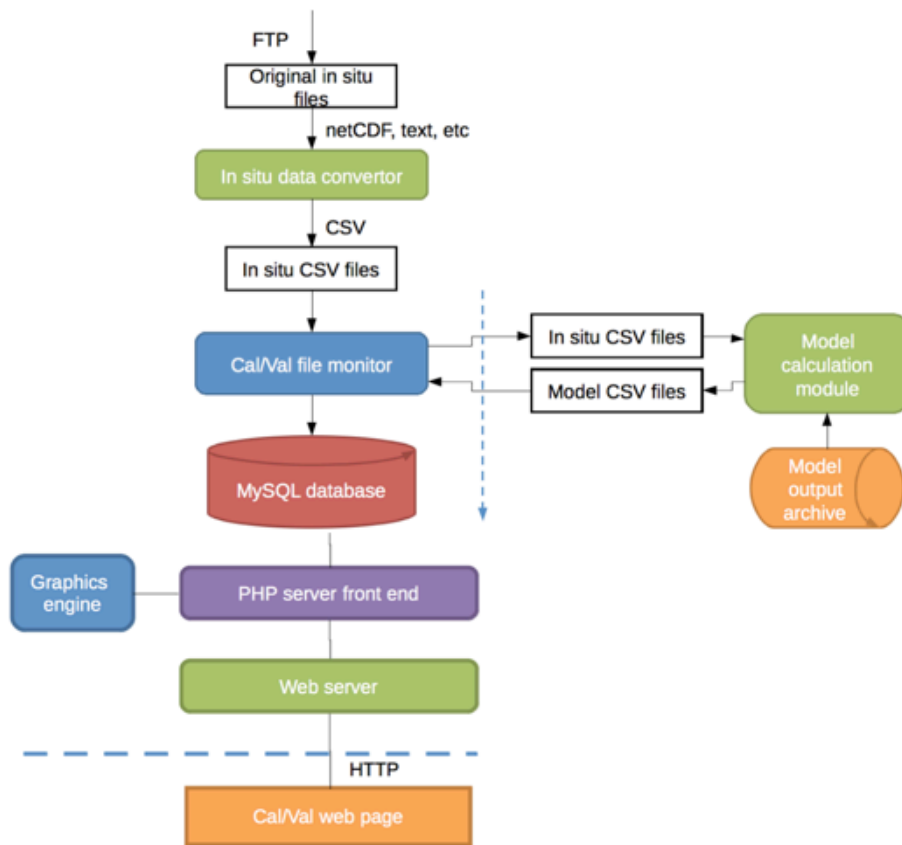 FTP
Original in situ
files
netCDF, text, etc
In situ data convertor
CSV
In situ CSV files
Cal/Val file monitor
In situ CSV files
Model CSV files
Model
calculation
module
Model
output
archive
MySQL database
Graphics
engine
PHP server front end
Web server
HTTP
Cal/Val web page